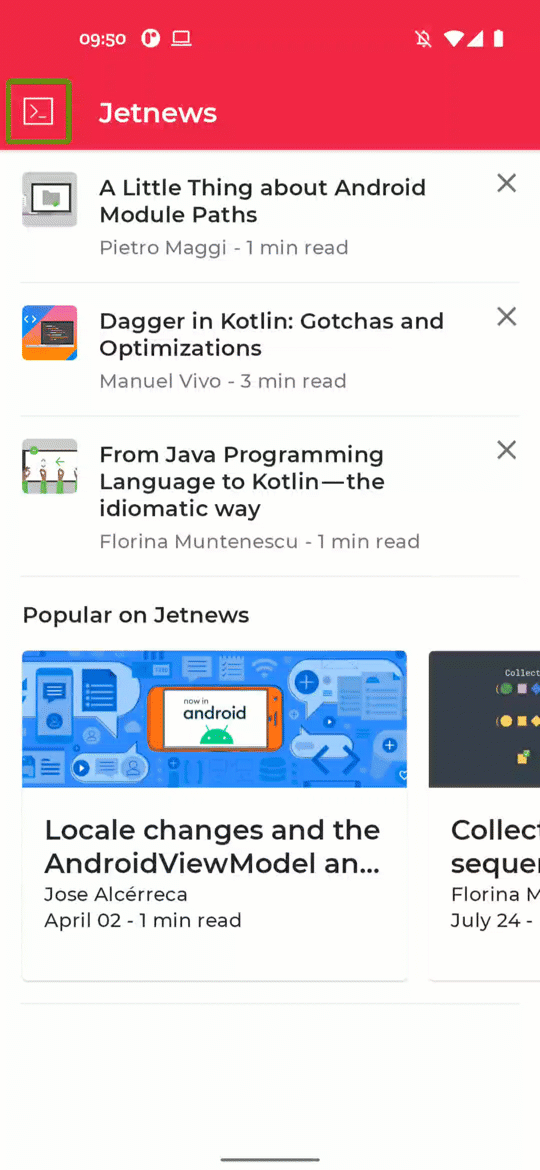 09:50
Jetnews
A Little Thing about Android
Module Paths
Pietro Maggi - 1 min read
Dagger in Kotlin: Gotchas and
Optimizations
Manuel Vivo - 3 min read
From Java Programming
Language to Kotlin—the
idiomatic way
Florina Muntenescu - 1 min read
Popular on Jetnews
now in
android
Locale changes and the
AndroidViewModel an...
Jose Alcérreca
April 02 - 1 min read
Collect
Collec
seque
Florina M
July 24 -